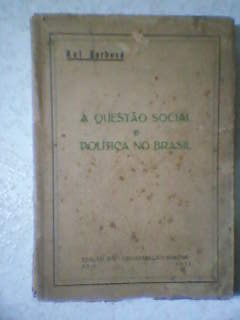 Rui Barbosa
A QUESTÃO SOCIAL
e
POLÍTICA NO BRASIL